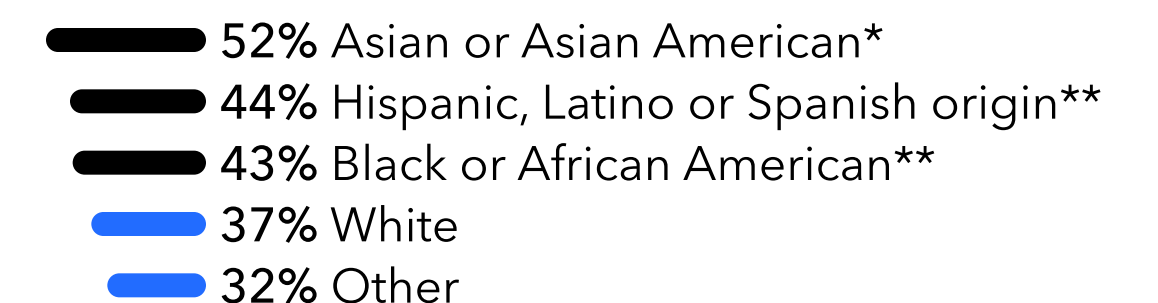 52% Asian or Asian American*
44% Hispanic, Latino or Spanish origin**
43% Black or African American**
37% White
32% Other